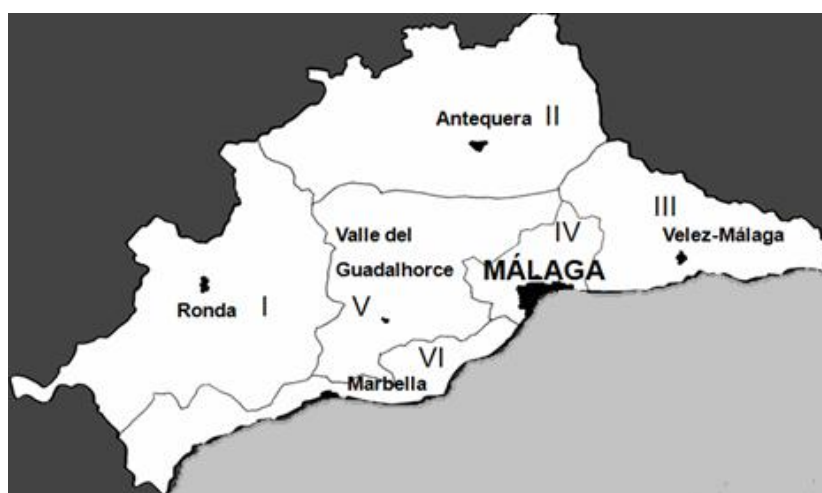 Antequera II
III
Valle del
Guadalhorce
IV
Velez-Málaga
MÁLAGA
Ronda I
V
VI
Marbella